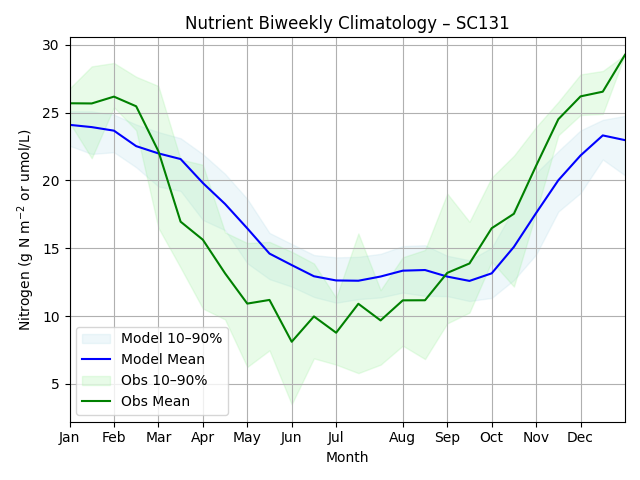 Nutrient Biweekly Climatology – SC131
Nitrogen (g N m⁻² or umol/L)
30
25
20
15
10
5
Model 10–90%
Model Mean
Obs 10–90%
Obs Mean
Jan Feb Mar Apr May Jun Jul Aug Sep Oct Nov Dec
Month